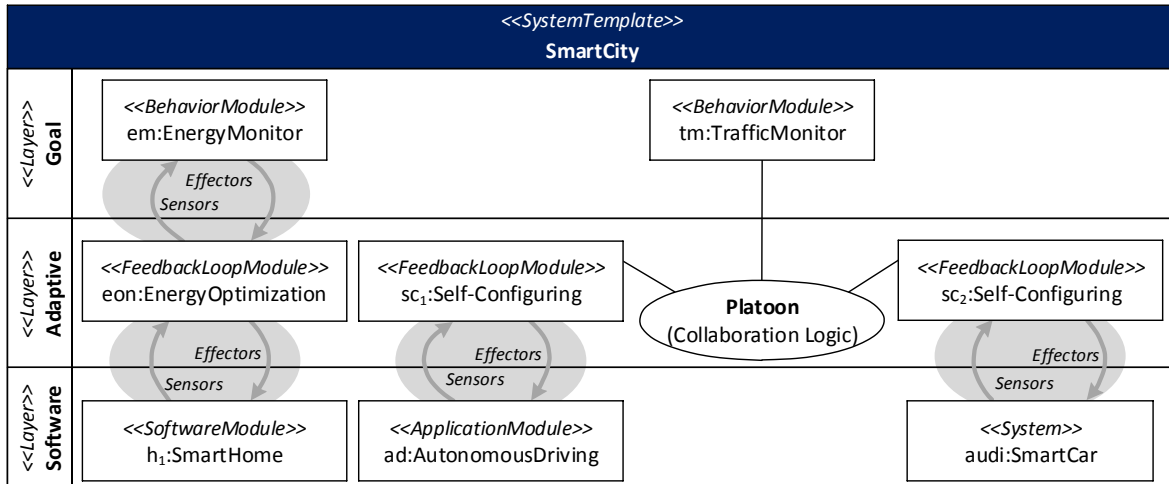 <<SystemTemplate>>
SmartCity
<<Layer>>
Goal
<<BehaviorModule>>
em:EnergyMonitor
<<BehaviorModule>>
tm:TrafficMonitor
Effectors
Sensors
<<Layer>>
Adaptive
<<FeedbackLoopModule>>
eon:EnergyOptimization
<<FeedbackLoopModule>>
sc₁:Self-Configuring
Platoon
(Collaboration Logic)
<<FeedbackLoopModule>>
sc₂:Self-Configuring
Effectors
Sensors
Effectors
Sensors
Effectors
Sensors
<<Layer>>
Software
<<SoftwareModule>>
h₁:SmartHome
<<ApplicationModule>>
ad:AutonomousDriving
<<System>>
audi:SmartCar